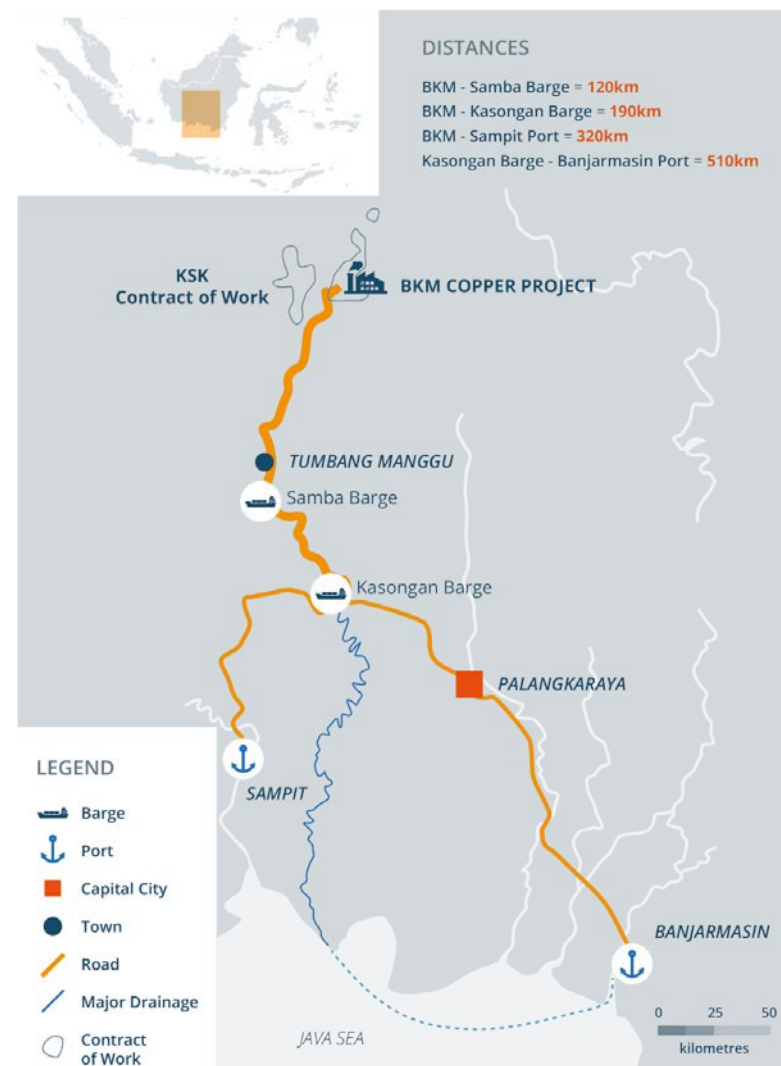 DISTANCES
BKM - Samba Barge = 120km
BKM - Kasongan Barge = 190km
BKM - Sampit Port = 320km
Kasongan Barge - Banjarmasin Port = 510km
KSK
Contract of Work
BKM COPPER PROJECT
TUMBANG MANGGU
Samba Barge
Kasongan Barge
PALANGKARAYA
SAMPIT
BANJARMASIN
JAVA SEA
LEGEND
Barge
Port
Capital City
Town
Road
Major Drainage
Contract
of Work
0 25 50
kilometres